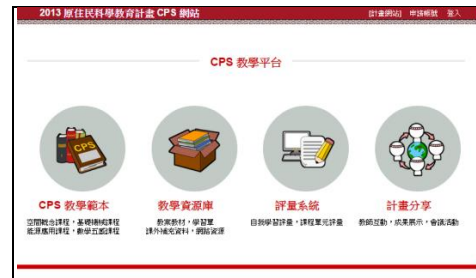 2013 原住民科學教育計畫 CPS 網站
[計畫網站] 申請帳號 登入
CPS 教學平台
CPS
CPS 教學範本
空間概念課程，基礎機械課程
能源應用課程，數學五藝課程
教學資源庫
教案教材，學習單
課外補充資料，網路資源
評量系統
自我學習評量，課程單元評量
計畫分享
教師互動，成果展示，會議活動